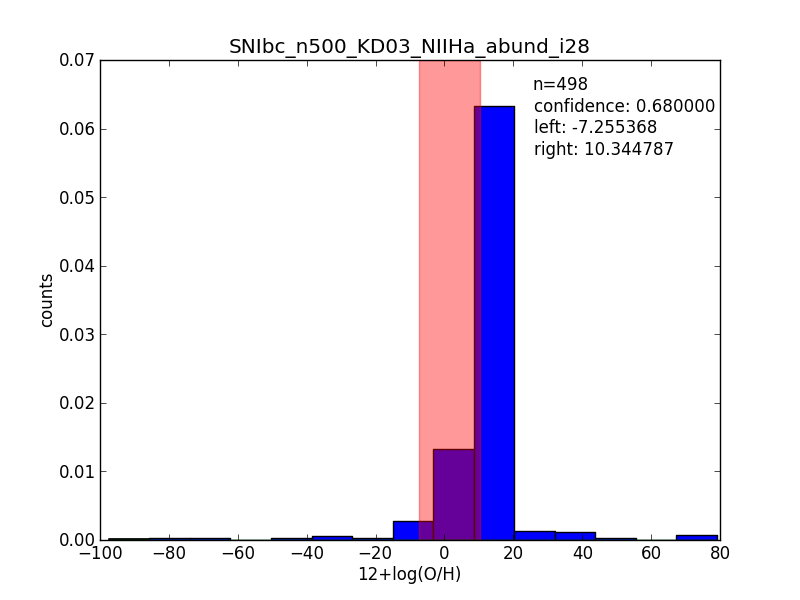 SNIbc_n500_KD03_NIIHa_abund_i28
n=498
confidence: 0.680000
left: -7.255368
right: 10.344787
counts
0.07
0.06
0.05
0.04
0.03
0.02
0.01
0.00
−100 −80 −60 −40 −20 0 20 40 60 80
12+log(O/H)